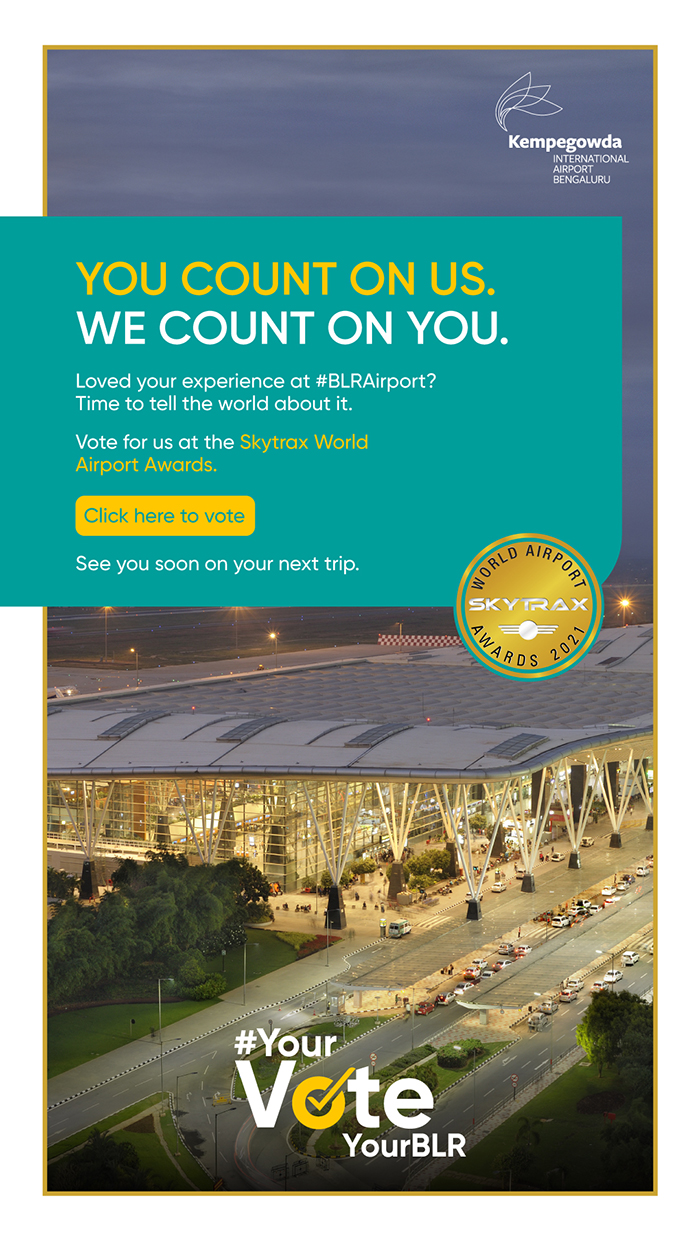 Kempegowda
INTERNATIONAL
AIRPORT
BENGALURU
YOU COUNT ON US.
WE COUNT ON YOU.
Loved your experience at #BLRAirport?
Time to tell the world about it.
Vote for us at the Skytrax World
Airport Awards.
Click here to vote
See you soon on your next trip.
WORLD AIRPORT
SKYTRAX
AWARDS 2021
#Your
Vote
YourBLR